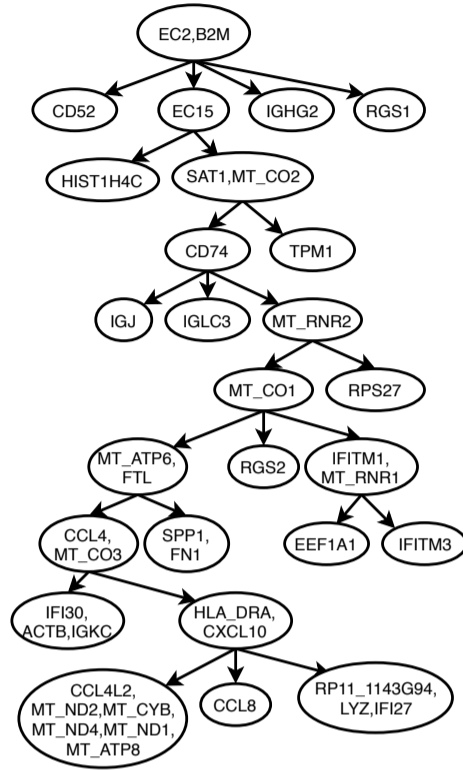 EC2,B2M
CD52
EC15
IGHG2
RGS1
HIST1H4C
SAT1,MT_CO2
CD74
TPM1
IGJ
IGLC3
MT_RNR2
MT_CO1
RPS27
MT_ATP6,
FTL
RGS2
IFITM1,
MT_RNR1
CCL4,
MT_CO3
SPP1,
FN1
EEF1A1
IFITM3
IFI30,
ACTB,IGKC
HLA_DRA,
CXCL10
CCL4L2,
MT_ND2,MT_CYB,
MT_ND4,MT_ND1,
MT_ATP8
CCL8
RP11_1143G94,
LYZ,IFI27